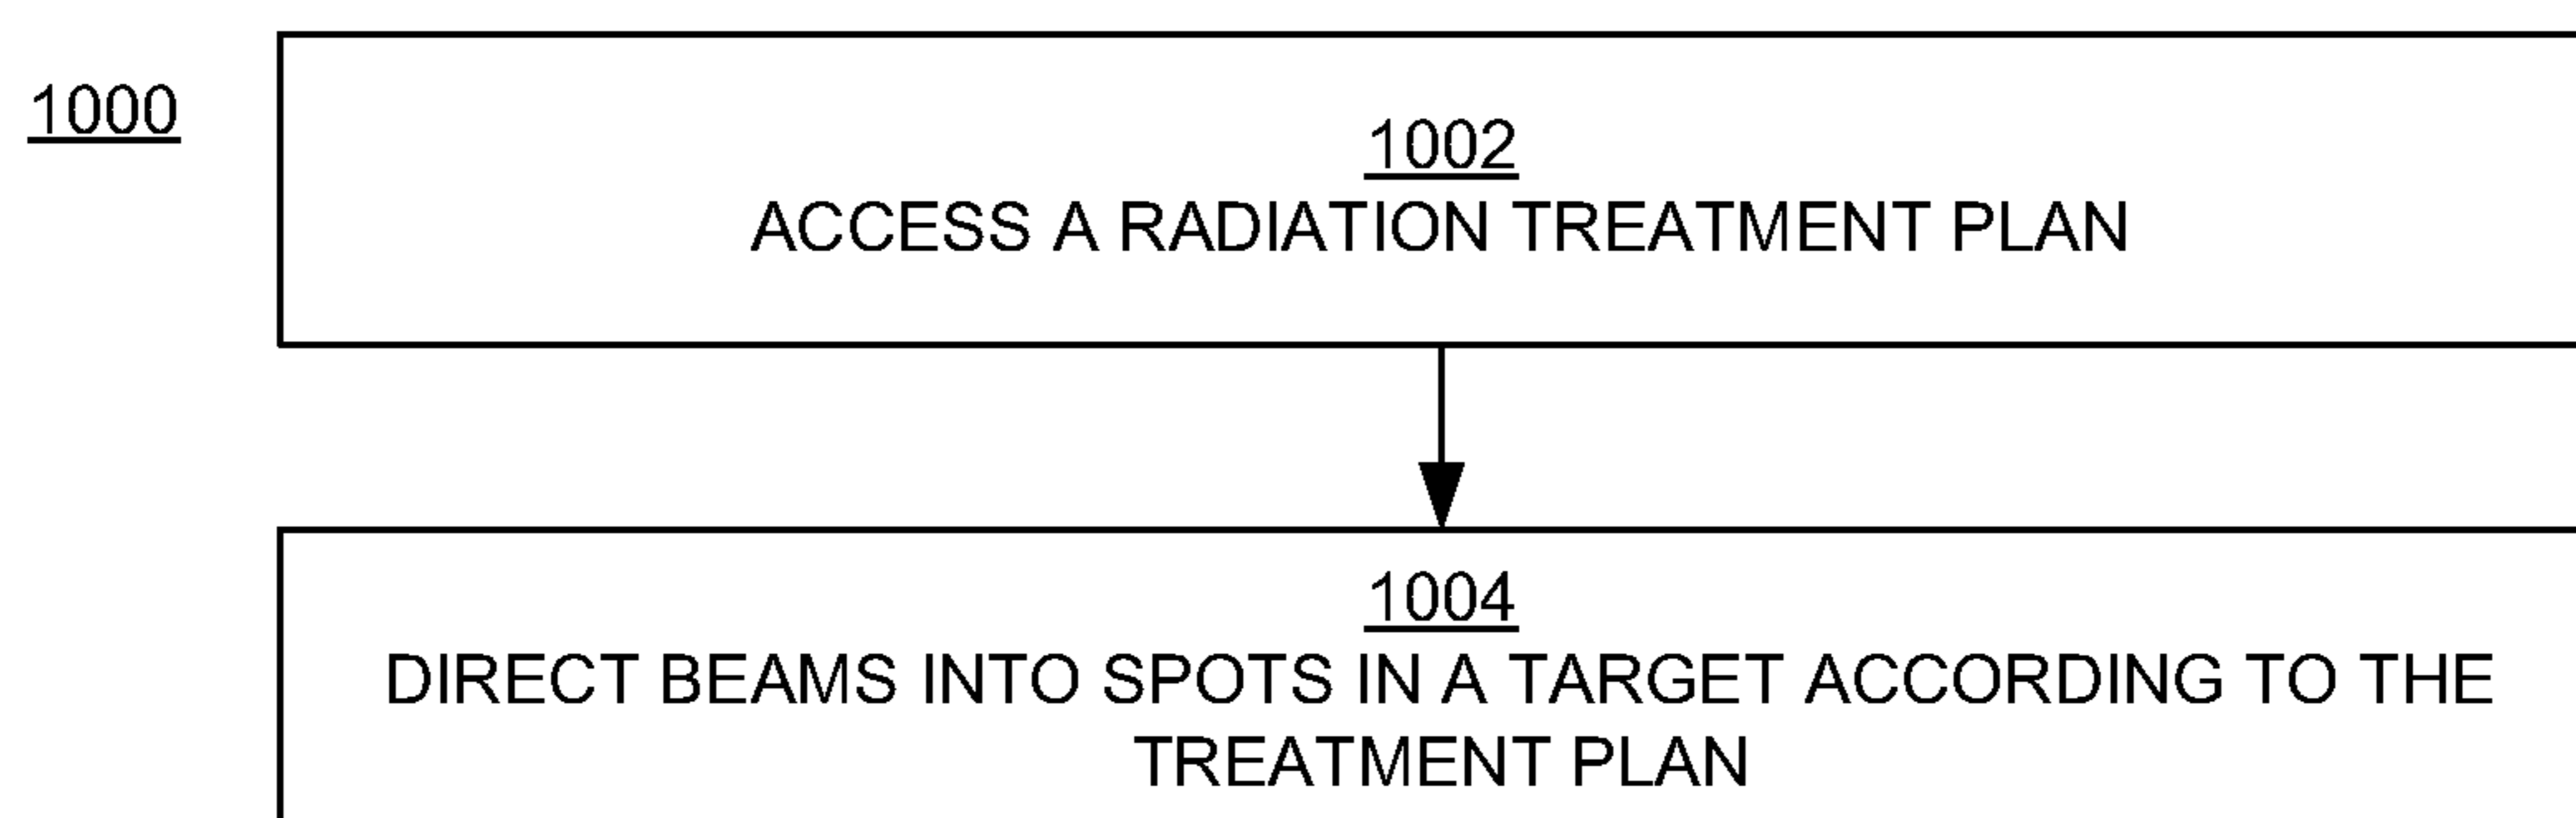 1000
1002
ACCESS A RADIATION TREATMENT PLAN
1004
DIRECT BEAMS INTO SPOTS IN A TARGET ACCORDING TO THE
TREATMENT PLAN